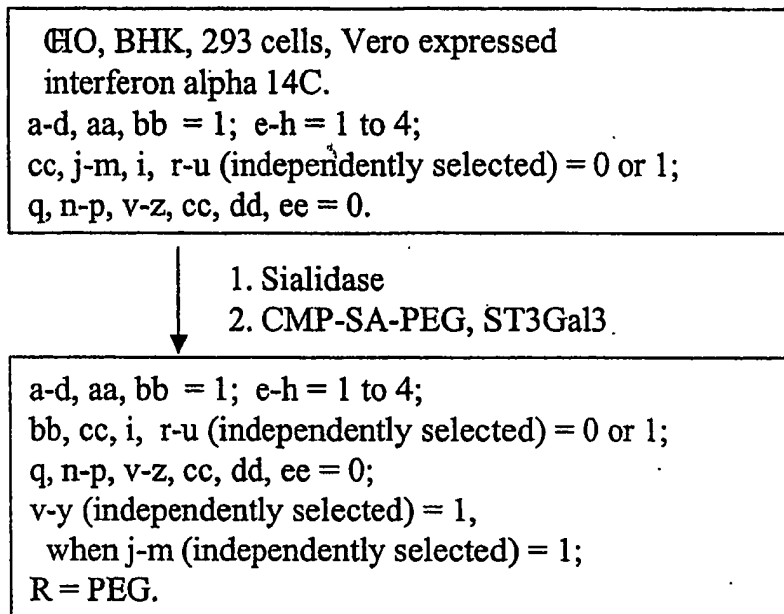 CHO, BHK, 293 cells, Vero expressed
interferon alpha 14C.
a-d, aa, bb = 1; e-h = 1 to 4;
cc, j-m, i, r-u (independently selected) = 0 or 1;
q, n-p, v-z, cc, dd, ee = 0.
1. Sialidase
2. CMP-SA-PEG, ST3Gal3
a-d, aa, bb = 1; e-h = 1 to 4;
bb, cc, i, r-u (independently selected) = 0 or 1;
q, n-p, v-z, cc, dd, ee = 0;
v-y (independently selected) = 1,
when j-m (independently selected) = 1;
R = PEG.